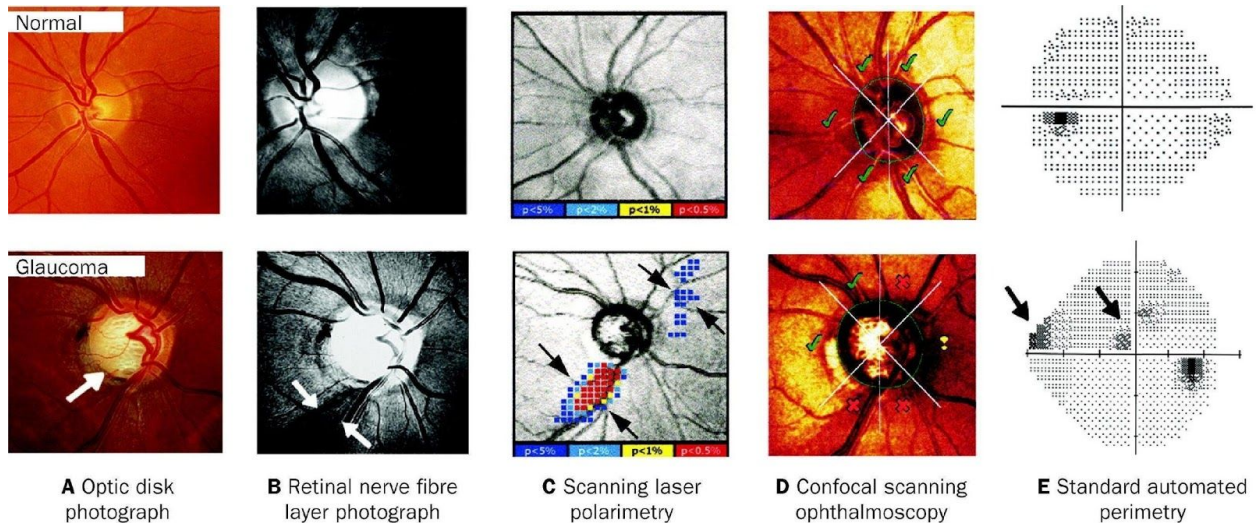 Normal
p<5% p<2% p<1% p<0.5%
Glaucoma
p<5% p<2% p<1% p<0.5%
A Optic disk
photograph
B Retinal nerve fibre
layer photograph
C Scanning laser
polarimetry
D Confocal scanning
ophthalmoscopy
E Standard automated
perimetry